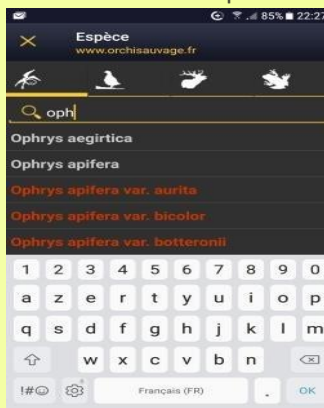 85% 22:27
Espèce
www.orchisauvage.fr
oph
Ophrys aegirtica
Ophrys apifera
Ophrys apifera var. aurita
Ophrys apifera var. bicolor
Ophrys apifera var. botteronii
1 2 3 4 5 6 7 8 9 0
a z e r t y u i o p
q s d f g h j k l m
w x c v b n
!#☺ Français (FR) . OK